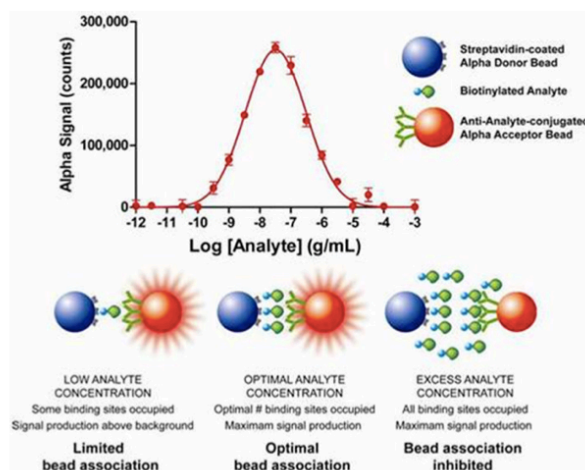 300,000
200,000
100,000
0
Alpha Signal (counts)
-12 -11 -10 -9 -8 -7 -6 -5 -4 -3
Log [Analyte] (g/mL)
Streptavidin-coated
Alpha Donor Bead
Biotinylated Analyte
Anti-Analyte-conjugated
Alpha Acceptor Bead
LOW ANALYTE
CONCENTRATION
Some binding sites occupied
Signal production above background
Limited
bead association
OPTIMAL ANALYTE
CONCENTRATION
Optimal # binding sites occupied
Maximam signal production
Optimal
bead association
EXCESS ANALYTE
CONCENTRATION
All binding sites occupied
Maximam signal production
Bead association
inhibited